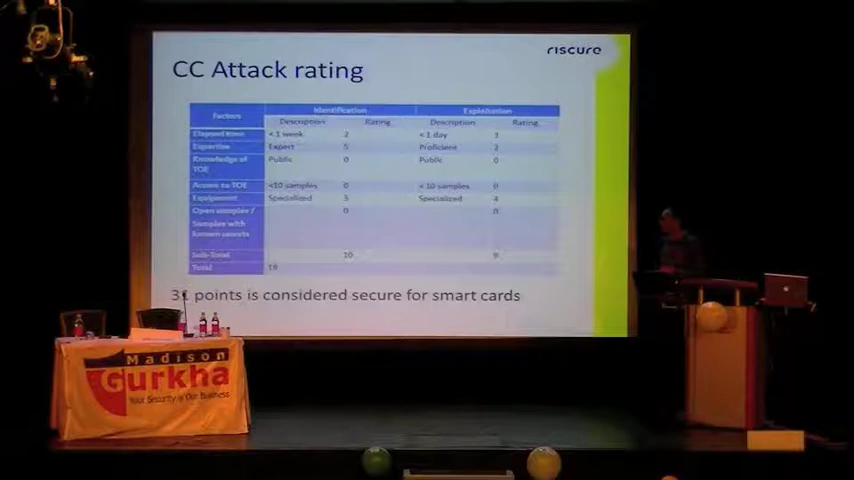 riscure
CC Attack rating
Factors Identification Exploitation
Description Rating Description Rating
Elapsed time < 1 week 2 < 1 day 3
Expertise Expert 5 Proficient 2
Knowledge of TOE Public 0 Public 0
Access to TOE <10 samples 0 < 10 samples 0
Equipment Specialized 3 Specialized 4
Open samples / Samples with known secrets 0 0
Sub-Total 10 9
Total 19
31 points is considered secure for smart cards
Madison
Gurkha
Your Security is Our Business